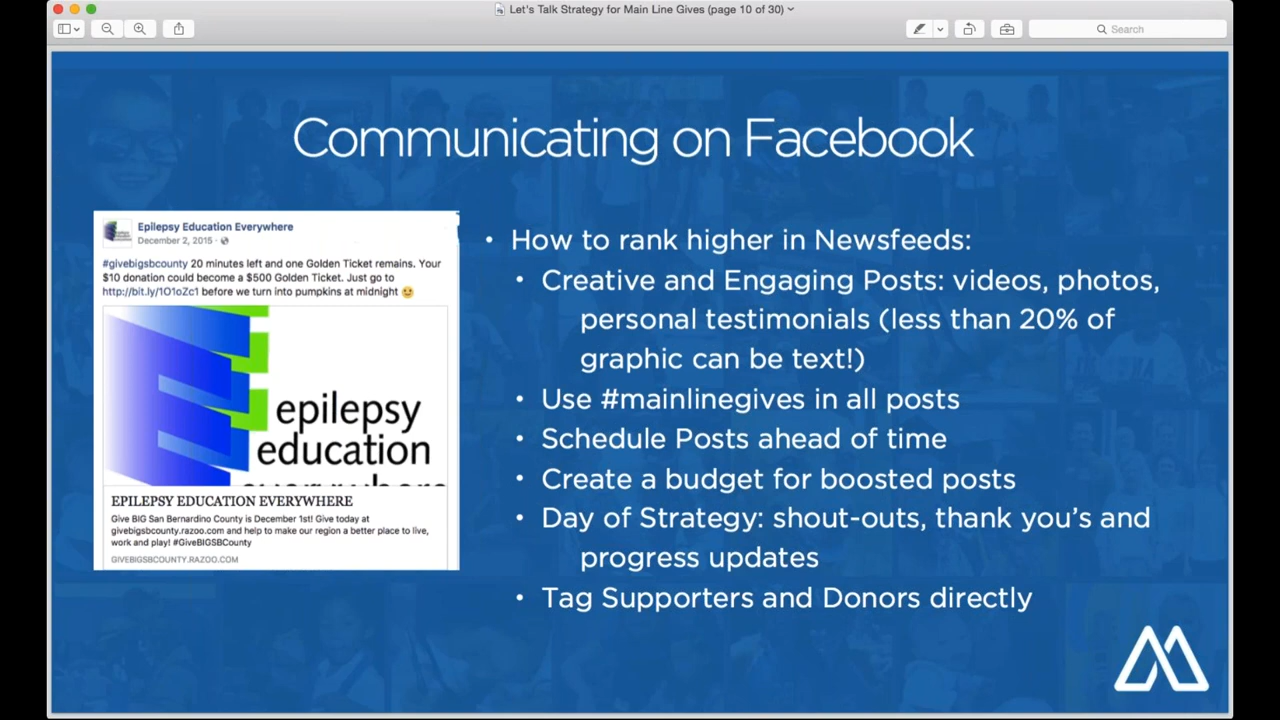 Let's Talk Strategy for Main Line Gives (page 10 of 30)
Search
Communicating on Facebook
Epilepsy Education Everywhere
December 2, 2015
#givebigsbcounty 20 minutes left and one Golden Ticket remains. Your
$10 donation could become a $500 Golden Ticket. Just go to
http://bit.ly/1O1oZc1 before we turn into pumpkins at midnight
epilepsy
education
everywhere
EPILEPSY EDUCATION EVERYWHERE
Give BIG San Bernardino County is December 1st! Give today at
givebigsbcounty.razoo.com and help to make our region a better place to live,
work and play! #GiveBIGSBCounty
GIVEBIGSBCOUNTY.RAZOO.COM
• How to rank higher in Newsfeeds:
• Creative and Engaging Posts: videos, photos,
personal testimonials (less than 20% of
graphic can be text!)
• Use #mainlinegives in all posts
• Schedule Posts ahead of time
• Create a budget for boosted posts
• Day of Strategy: shout-outs, thank you’s and
progress updates
• Tag Supporters and Donors directly